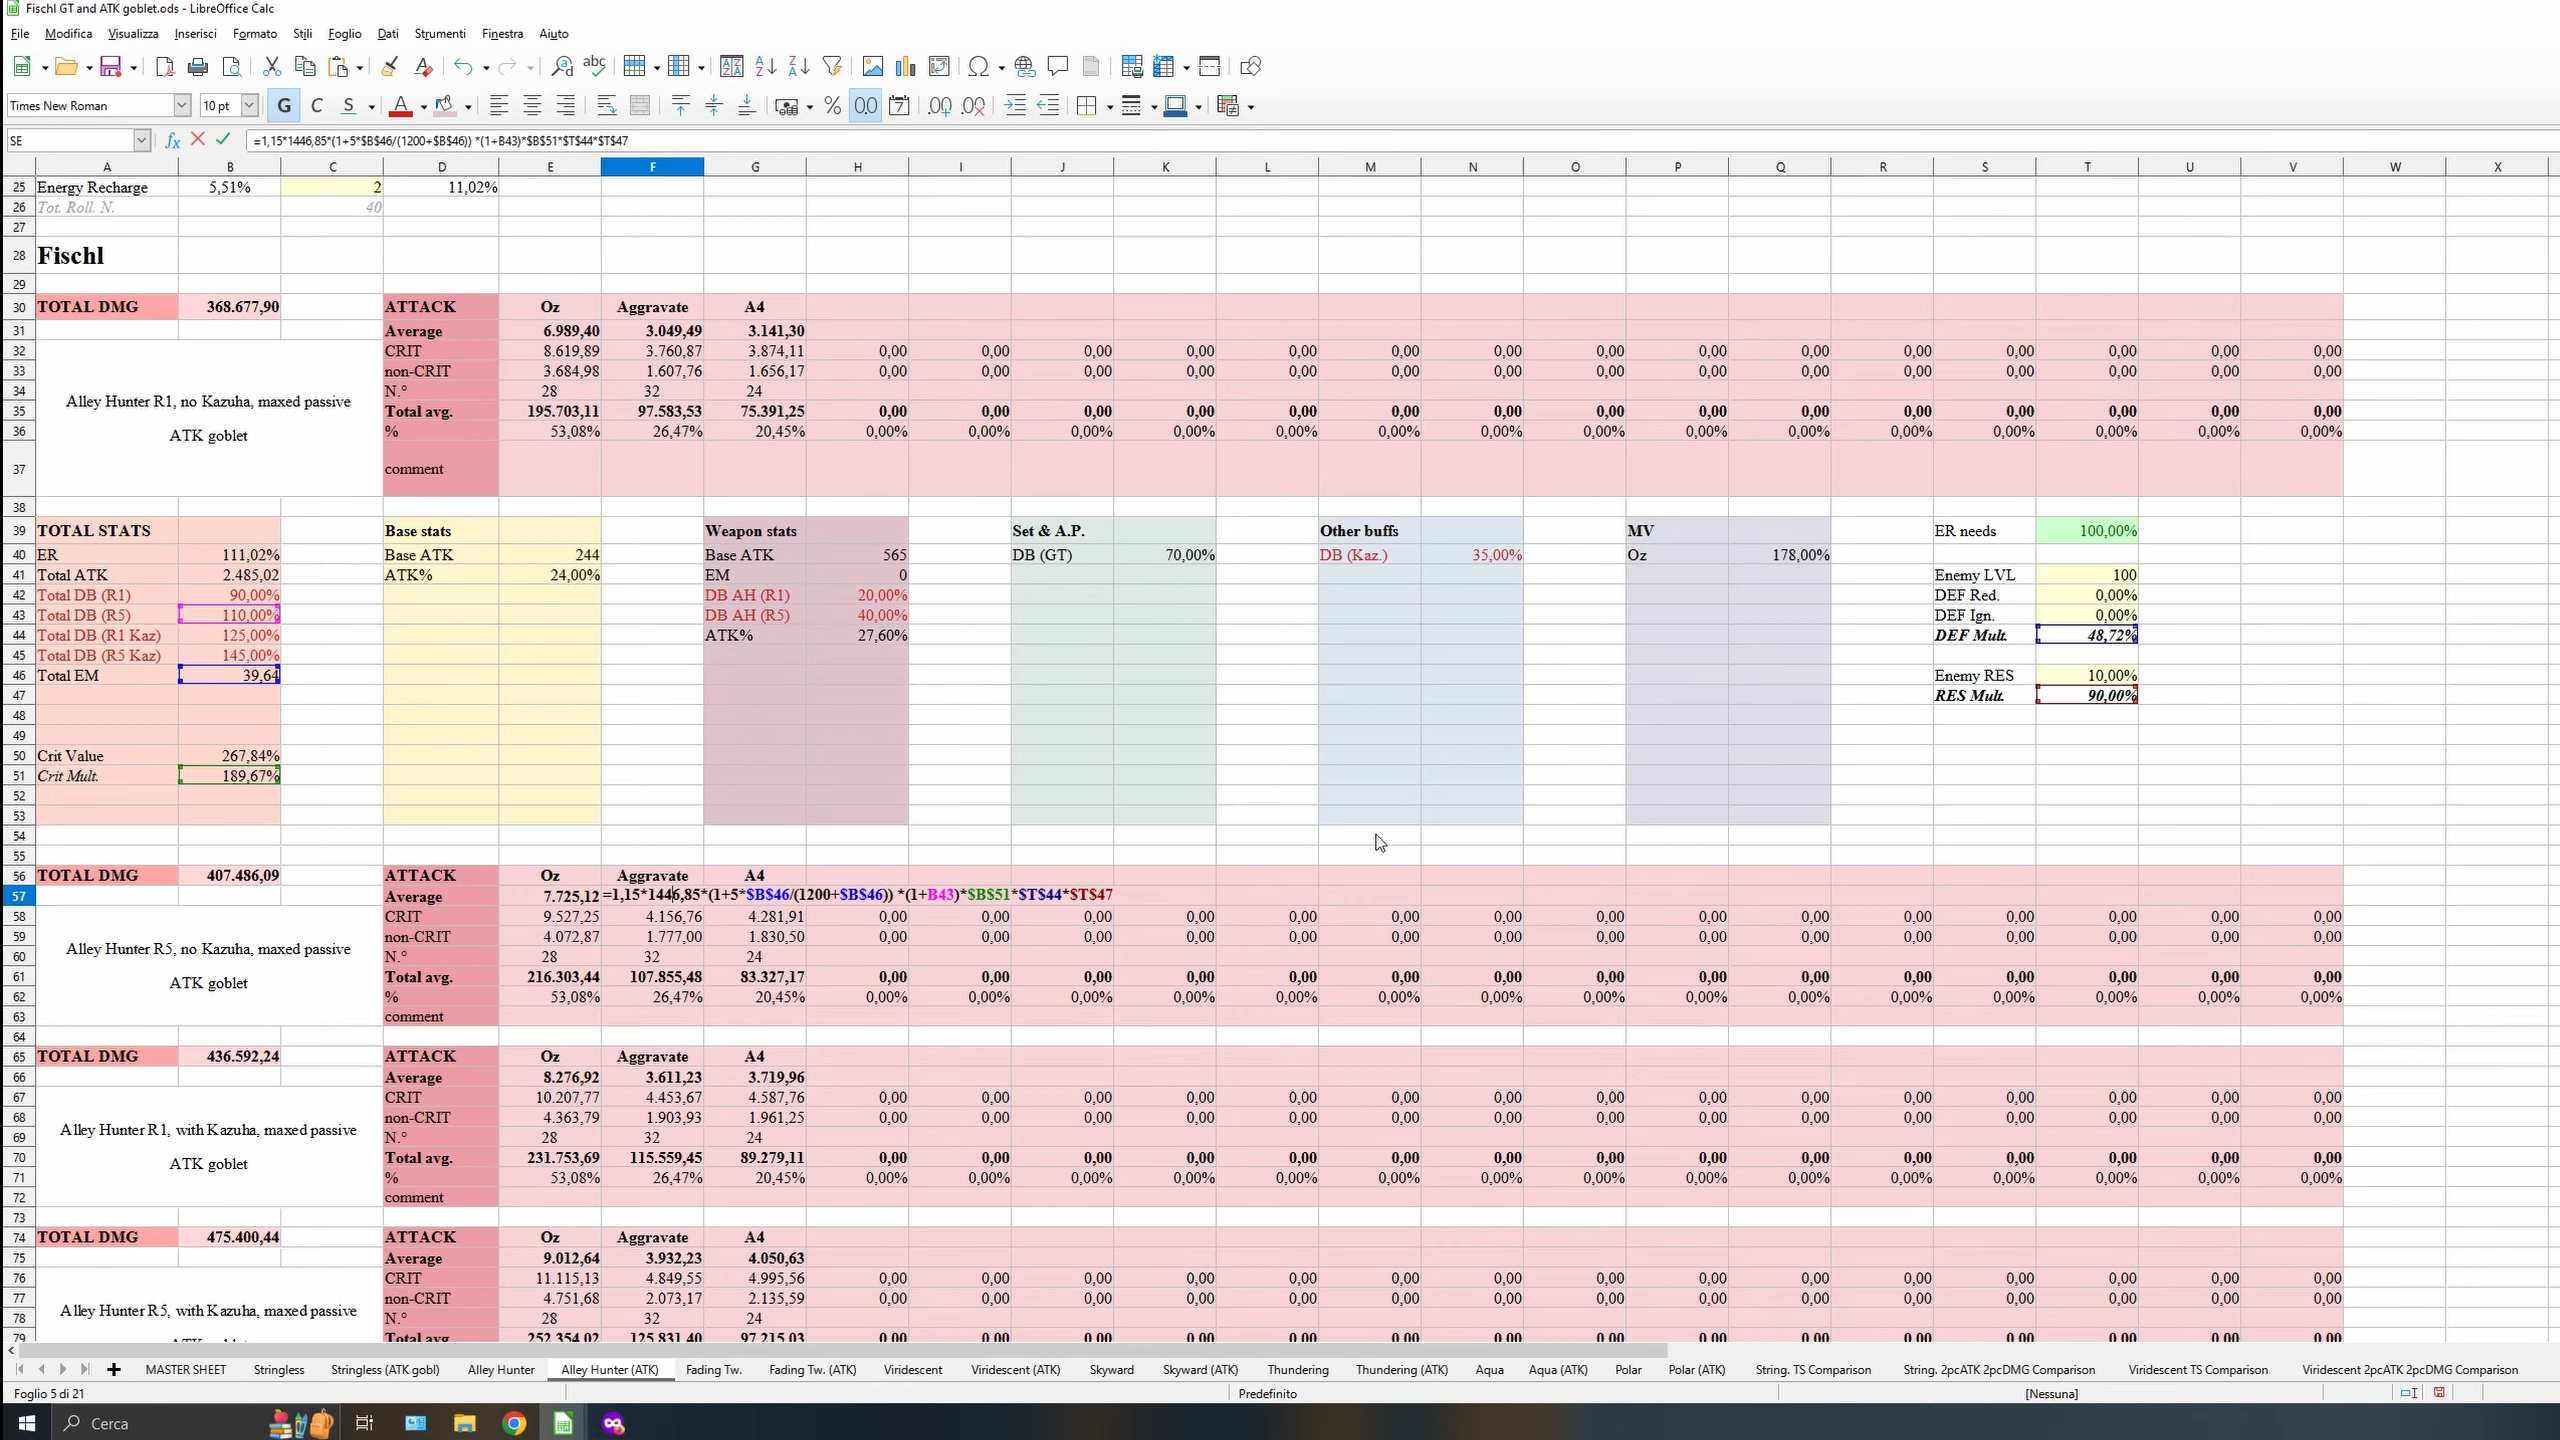 Fischl GT and ATK goblet.ods - LibreOffice Calc
File Modifica Visualizza Inserisci Formato Stili Foglio Dati Strumenti Finestra Aiuto
Times New Roman 10 pt G C S A
SE fx =1,15*1446,85*(1+5*$B$46/(1200+$B$46)) *(1+B43)*$B$51*$T$44*$T$47
A B C D E F G H I J K L M N O P Q R S T U V W X
25 Energy Recharge 5,51% 2 11,02%
26 Tot. Roll. N. 40
27
28 Fischl
29
30 TOTAL DMG 368.677,90 ATTACK Oz Aggravate A4
31 Average 6.989,40 3.049,49 3.141,30
32 CRIT 8.619,89 3.760,87 3.874,11 0,00 0,00 0,00 0,00 0,00 0,00 0,00 0,00 0,00 0,00 0,00 0,00 0,00 0,00 0,00
33 non-CRIT 3.684,98 1.607,76 1.656,17 0,00 0,00 0,00 0,00 0,00 0,00 0,00 0,00 0,00 0,00 0,00 0,00 0,00 0,00 0,00
34 N.° 28 32 24
Alley Hunter R1, no Kazuha, maxed passive
35 Total avg. 195.703,11 97.583,53 75.391,25 0,00 0,00 0,00 0,00 0,00 0,00 0,00 0,00 0,00 0,00 0,00 0,00 0,00 0,00 0,00
36 ATK goblet % 53,08% 26,47% 20,45% 0,00% 0,00% 0,00% 0,00% 0,00% 0,00% 0,00% 0,00% 0,00% 0,00% 0,00% 0,00% 0,00% 0,00% 0,00%
37 comment
38
39 TOTAL STATS Base stats Weapon stats Set & A.P. Other buffs MV ER needs 100,00%
40 ER 111,02% Base ATK 244 Base ATK 565 DB (GT) 70,00% DB (Kaz.) 35,00% Oz 178,00%
41 Total ATK 2.485,02 ATK% 24,00% EM 0 Enemy LVL 100
42 Total DB (R1) 90,00% DB AH (R1) 20,00% DEF Red. 0,00%
43 Total DB (R5) 110,00% DB AH (R5) 40,00% DEF Ign. 0,00%
44 Total DB (R1 Kaz) 125,00% ATK% 27,60% DEF Mult. 48,72%
45 Total DB (R5 Kaz) 145,00%
46 Total EM 39,64 Enemy RES 10,00%
47 RES Mult. 90,00%
48
49
50 Crit Value 267,84%
51 Crit Mult. 189,67%
52
53
54
55
56 TOTAL DMG 407.486,09 ATTACK Oz Aggravate A4
57 Average 7.725,12 =1,15*1446,85*(1+5*$B$46/(1200+$B$46)) *(1+B43)*$B$51*$T$44*$T$47
58 CRIT 9.527,25 4.156,76 4.281,91 0,00 0,00 0,00 0,00 0,00 0,00 0,00 0,00 0,00 0,00 0,00 0,00 0,00 0,00 0,00
59 non-CRIT 4.072,87 1.777,00 1.830,50 0,00 0,00 0,00 0,00 0,00 0,00 0,00 0,00 0,00 0,00 0,00 0,00 0,00 0,00 0,00
Alley Hunter R5, no Kazuha, maxed passive
60 N.° 28 32 24
61 Total avg. 216.303,44 107.855,48 83.327,17 0,00 0,00 0,00 0,00 0,00 0,00 0,00 0,00 0,00 0,00 0,00 0,00 0,00 0,00 0,00
ATK goblet
62 % 53,08% 26,47% 20,45% 0,00% 0,00% 0,00% 0,00% 0,00% 0,00% 0,00% 0,00% 0,00% 0,00% 0,00% 0,00% 0,00% 0,00% 0,00%
63 comment
64
65 TOTAL DMG 436.592,24 ATTACK Oz Aggravate A4
66 Average 8.276,92 3.611,23 3.719,96
67 CRIT 10.207,77 4.453,67 4.587,76 0,00 0,00 0,00 0,00 0,00 0,00 0,00 0,00 0,00 0,00 0,00 0,00 0,00 0,00 0,00
68 non-CRIT 4.363,79 1.903,93 1.961,25 0,00 0,00 0,00 0,00 0,00 0,00 0,00 0,00 0,00 0,00 0,00 0,00 0,00 0,00 0,00
Alley Hunter R1, with Kazuha, maxed passive
69 N.° 28 32 24
70 Total avg. 231.753,69 115.559,45 89.279,11 0,00 0,00 0,00 0,00 0,00 0,00 0,00 0,00 0,00 0,00 0,00 0,00 0,00 0,00 0,00
ATK goblet
71 % 53,08% 26,47% 20,45% 0,00% 0,00% 0,00% 0,00% 0,00% 0,00% 0,00% 0,00% 0,00% 0,00% 0,00% 0,00% 0,00% 0,00% 0,00%
72 comment
73
74 TOTAL DMG 475.400,44 ATTACK Oz Aggravate A4
75 Average 9.012,64 3.932,23 4.050,63
76 CRIT 11.115,13 4.849,55 4.995,56 0,00 0,00 0,00 0,00 0,00 0,00 0,00 0,00 0,00 0,00 0,00 0,00 0,00 0,00 0,00
77 non-CRIT 4.751,68 2.073,17 2.135,59 0,00 0,00 0,00 0,00 0,00 0,00 0,00 0,00 0,00 0,00 0,00 0,00 0,00 0,00 0,00
Alley Hunter R5, with Kazuha, maxed passive
78 N.° 28 32 24
79 Total avg. 252.354,02 125.831,40 97.215,03 0,00 0,00 0,00 0,00 0,00 0,00 0,00 0,00 0,00 0,00 0,00 0,00 0,00 0,00 0,00
MASTER SHEET Stringless Stringless (ATK gobl) Alley Hunter Alley Hunter (ATK) Fading Tw. Fading Tw. (ATK) Viridescent Viridescent (ATK) Skyward Skyward (ATK) Thundering Thundering (ATK) Aqua Aqua (ATK) Polar Polar (ATK) String. TS Comparison String. 2pcATK 2pcDMG Comparison Viridescent TS Comparison Viridescent 2pcATK 2pcDMG Comparison
Foglio 5 di 21 Predefinito [Nessuna]
Cerca